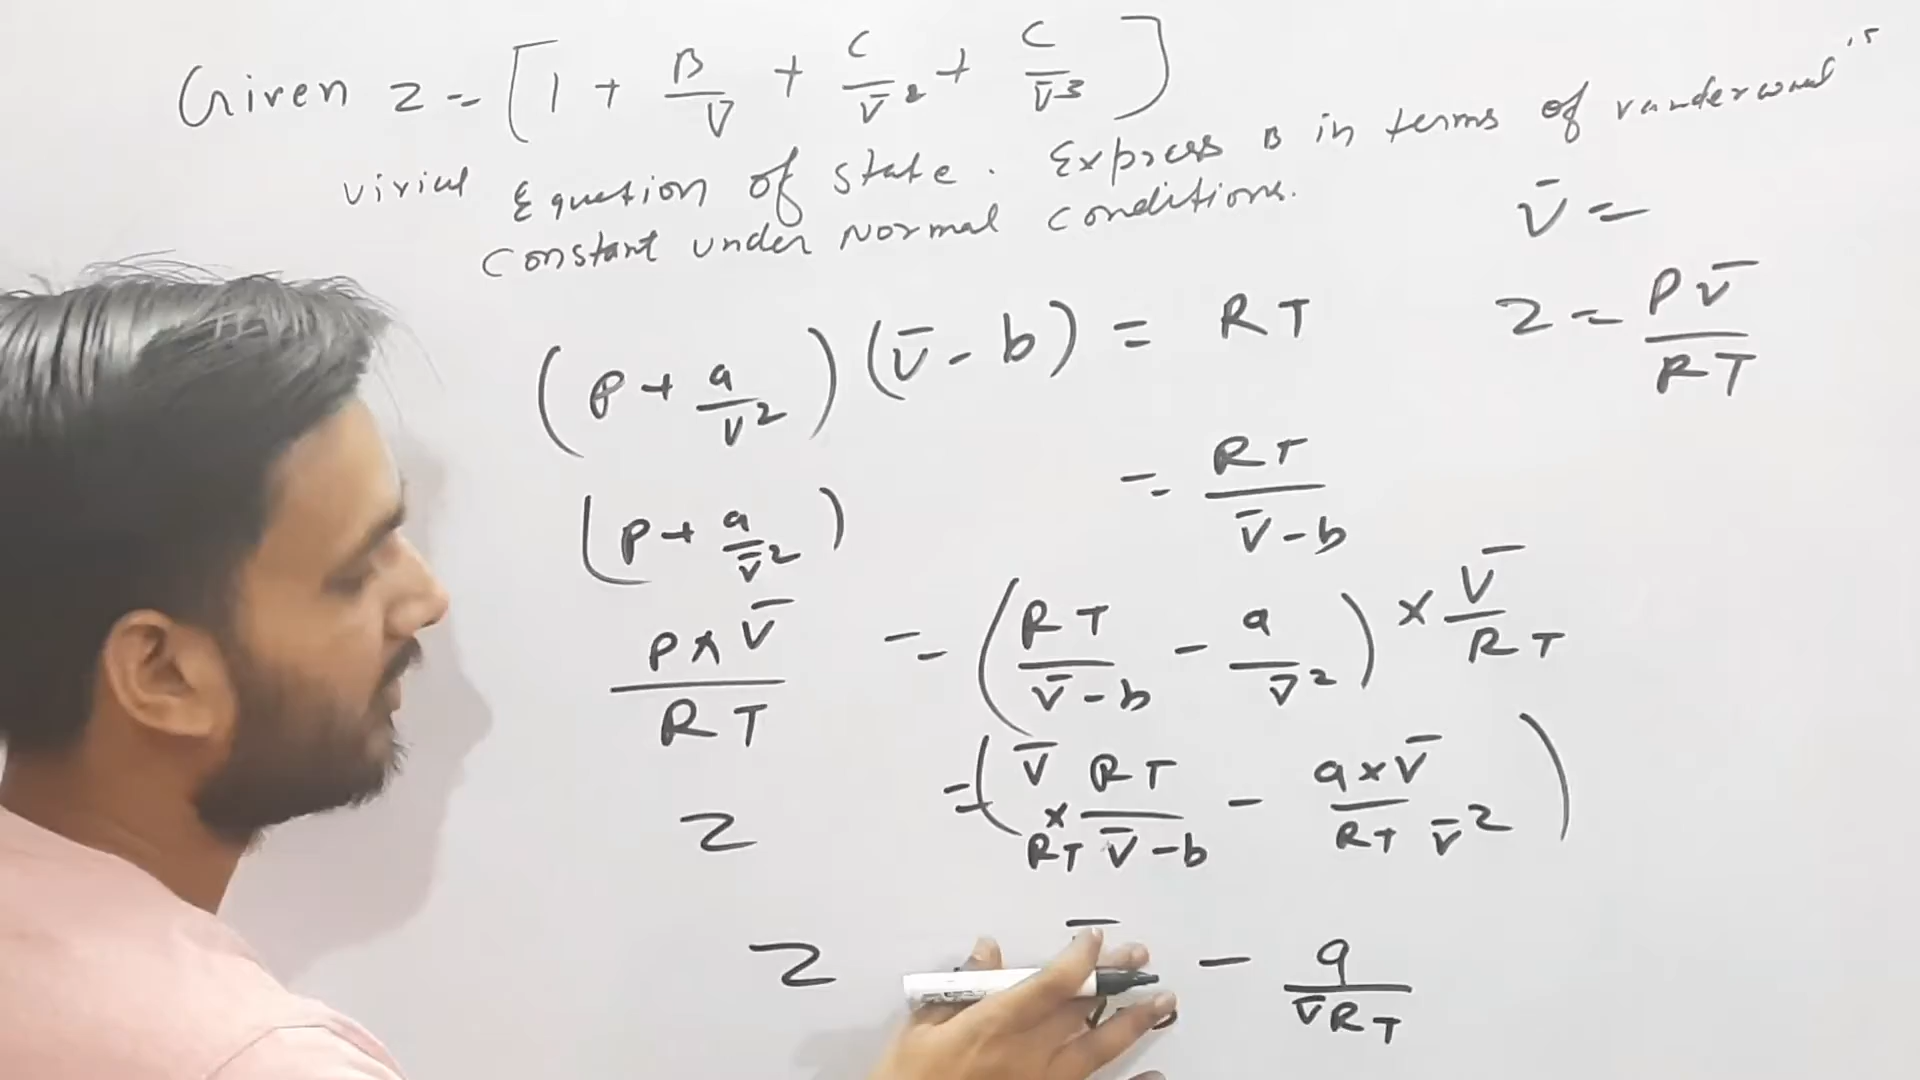 Given Z = [ 1 + B/V + C/V̄² + C/V̄³ ] is
virial Equation of state. Express B in terms of vanderwaal
constant under Normal conditions.
V̄ =
Z = PV̄/RT
(P + a/V²)(V̄ - b) = RT
(P + a/V̄²) = RT/V̄-b
P×V̄/RT = (RT/V̄-b - a/V̄²) × V̄/RT
Z = (V̄/RT × RT/V̄-b - a×V̄/RT V̄²)
Z - a/V̄RT